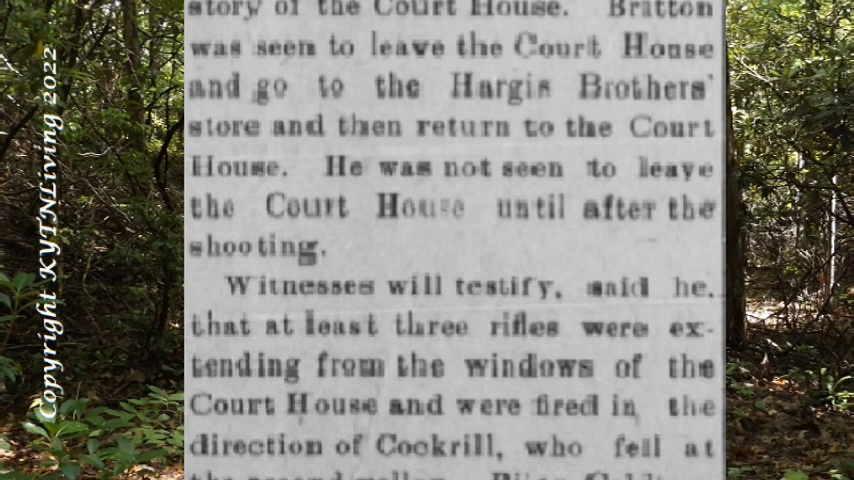 story of the Court House. Britton
was seen to leave the Court House
and go to the Hargis Brothers'
store and then return to the Court
House. He was not seen to leave
the Court House until after the
shooting.
Witnesses will testify, said he,
that at least three rifles were ex-
tending from the windows of the
Court House and were fired in the
direction of Cockrill, who fell at
Copyright KYTNLiving 2022